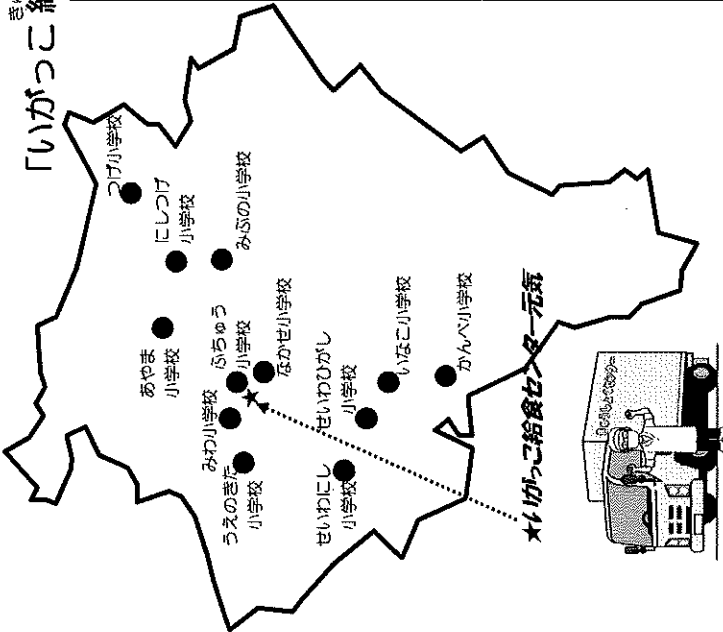 「いがっこ
つげ小学校
にしつげ
小学校
みぶの小学校
あやま
小学校
ふちゅう
小学校
なかせ小学校
みわ小学校
うえのきた
小学校
せいわひがし
小学校
せいわにし
小学校
いなこ小学校
かんべ小学校
★いがっこ給食センター元気